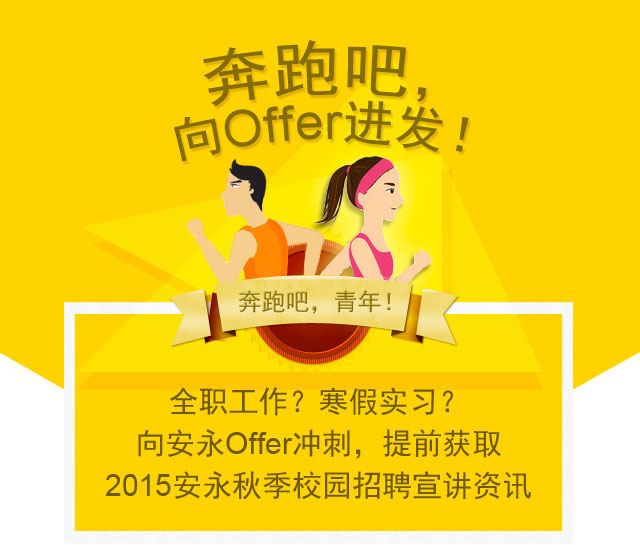 奔跑吧，
向Offer进发！
奔跑吧，青年！
全职工作？寒假实习？
向安永Offer冲刺，提前获取
2015安永秋季校园招聘宣讲资讯